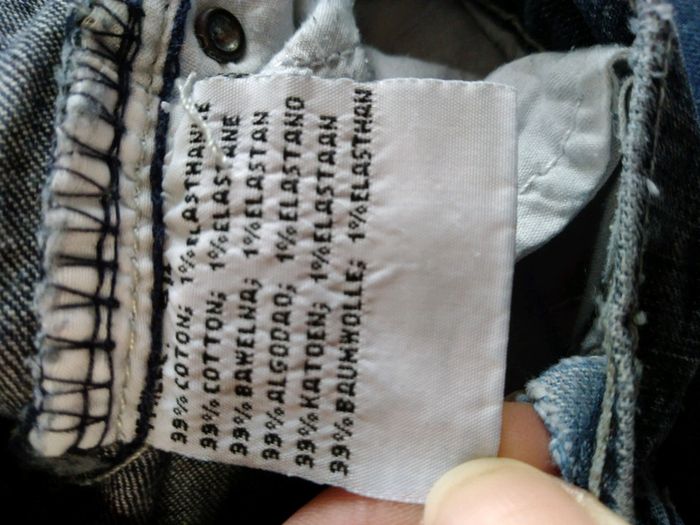 99% COTON; 1% ELASTHANNE
99% COTTON; 1% ELASTANE
99% BAWELNA; 1% ELASTAN
99% ALGODAO; 1% ELASTANO
99% KATOEN; 1% ELASTAAN
99% BAUMWOLLE; 1% ELASTHAN